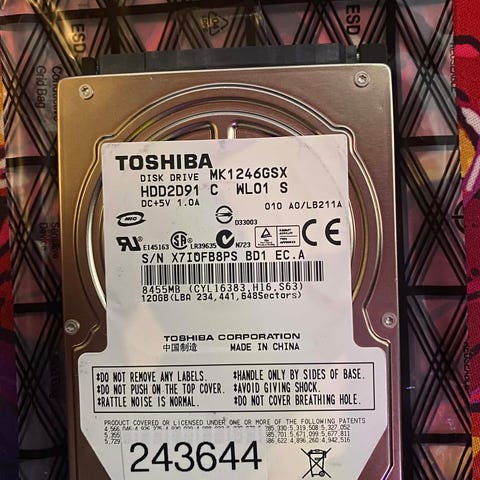 TOSHIBA
DISK DRIVE MK1246GSX
HDD2D91 C WL01 S
DC+5V 1.0A
010 A0/LB211A
D33003
E145163 LR39635 N723
S/N X7I0FB8PS BD1 EC.A
8455MB (CYL16383,H16,S63)
120GB(LBA 234,441,648Sectors)
TOSHIBA CORPORATION
中国制造 MADE IN CHINA
*DO NOT REMOVE ANY LABELS.
*DO NOT PUSH ON THE TOP COVER.
*RATTLE NOISE IS NORMAL.
*HANDLE ONLY BY SIDES.
*AVOID GIVING SHOCK.
*DO NOT COVER BREATHING HOLE.
PRODUCT COVERED OR LICENSED UNDER ONE OR MORE OF THE FOLLOWING PATENTS
243644